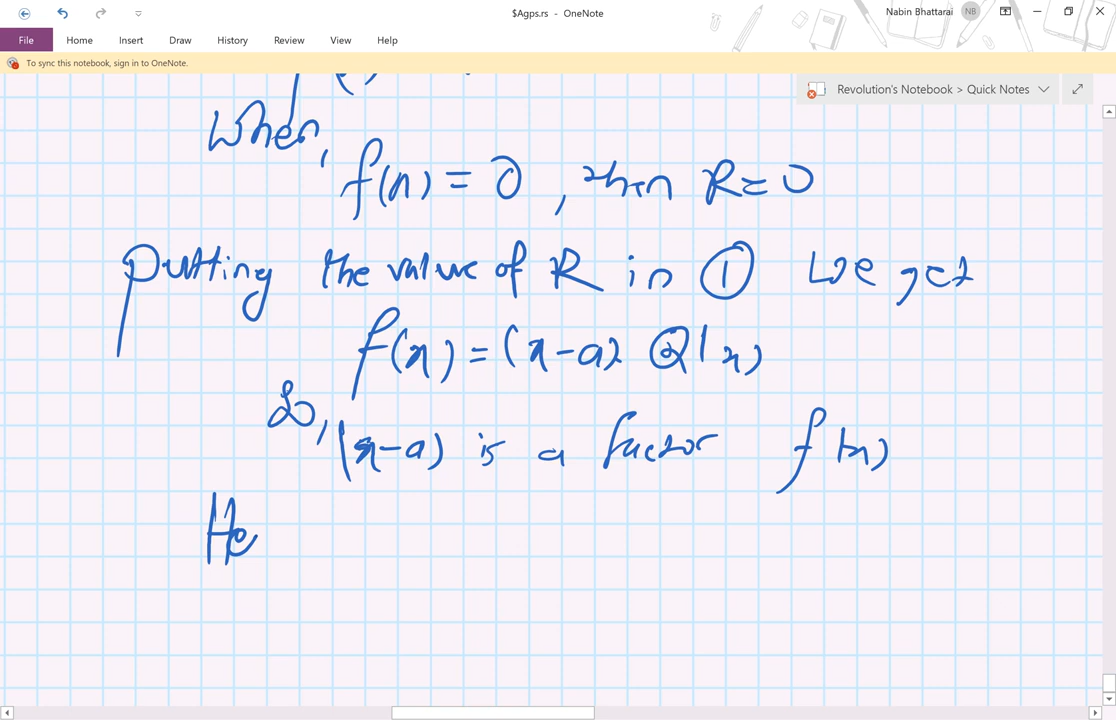 $Agps.rs - OneNote
Nabin Bhattarai NB
File Home Insert Draw History Review View Help
To sync this notebook, sign in to OneNote.
Revolution's Notebook > Quick Notes
When,
f(x) = 0, then R = 0
putting the value of R in ① we get
f(x) = (x-a) Q(x)
So,
(x-a) is a factor f(x)
He